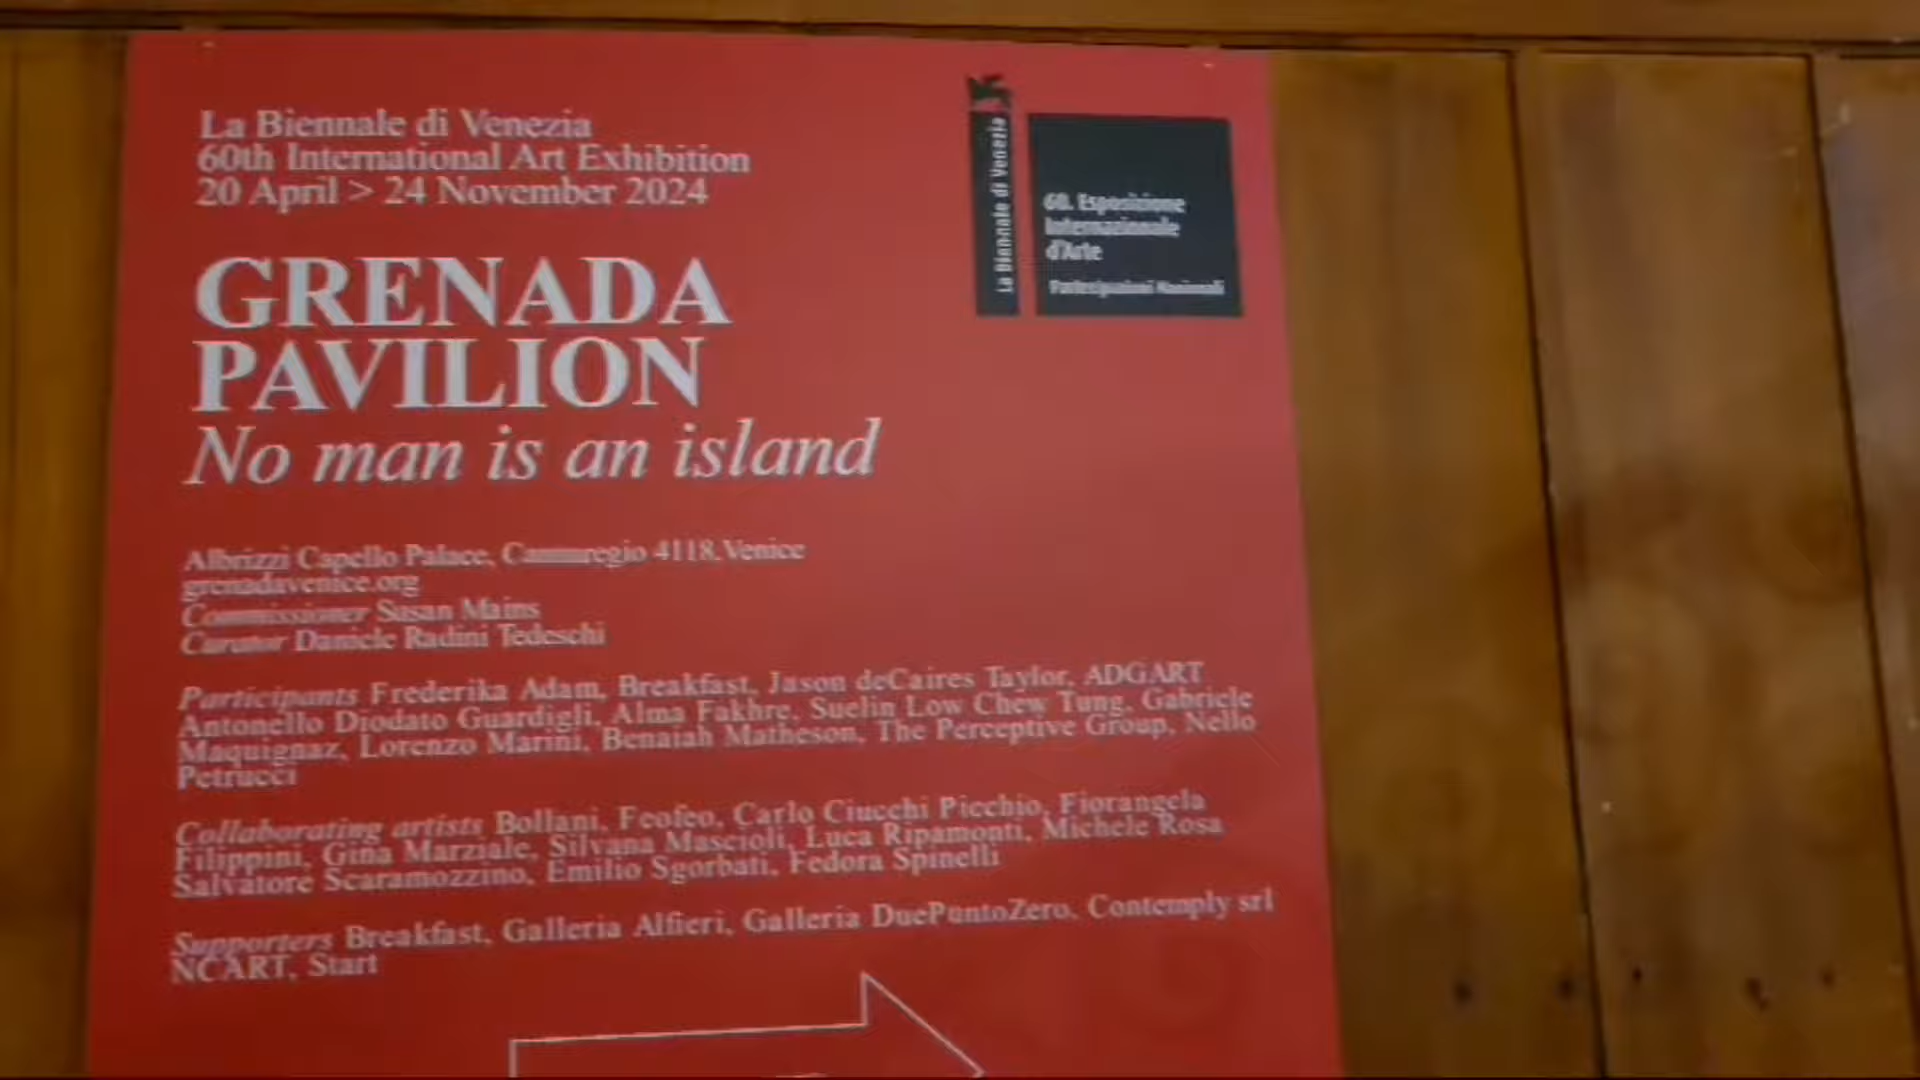 La Biennale di Venezia
60th International Art Exhibition
20 April > 24 November 2024
GRENADA
PAVILION
No man is an island
La Biennale di Venezia
60. Esposizione
Internazionale
d'Arte
Partecipazioni Nazionali
Albrizzi Capello Palace, Cannaregio 4118, Venice
grenadavenice.org
Commissioner Susan Mains
Curator Daniele Radini Tedeschi
Participants Frederika Adam, Breakfast, Jason deCaires Taylor, ADGART
Antonello Diodato Guardigli, Alma Fakhre, Suelin Low Chew Tung, Gabriele
Maquignaz, Lorenzo Marini, Benaiah Matheson, The Perceptive Group, Nello
Petrucci
Collaborating artists Bollani, Feofeo, Carlo Ciucchi Picchio, Fiorangela
Filippini, Gina Marziale, Silvana Mascioli, Luca Ripamonti, Michele Rosa
Salvatore Scaramozzino, Emilio Sgorbati, Fedora Spinelli
Supporters Breakfast, Galleria Alfieri, Galleria DuePuntoZero, Contemply srl
NCART, Start